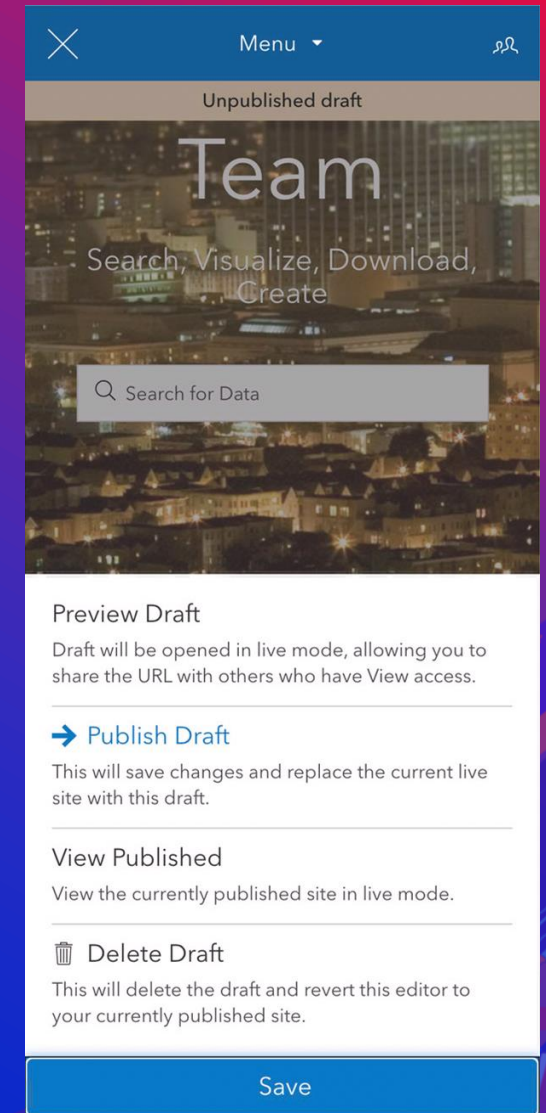 Menu
Unpublished draft
Team
Search, Visualize, Download,
Create
Search for Data
Preview Draft
Draft will be opened in live mode, allowing you to
share the URL with others who have View access.
Publish Draft
This will save changes and replace the current live
site with this draft.
View Published
View the currently published site in live mode.
Delete Draft
This will delete the draft and revert this editor to
your currently published site.
Save